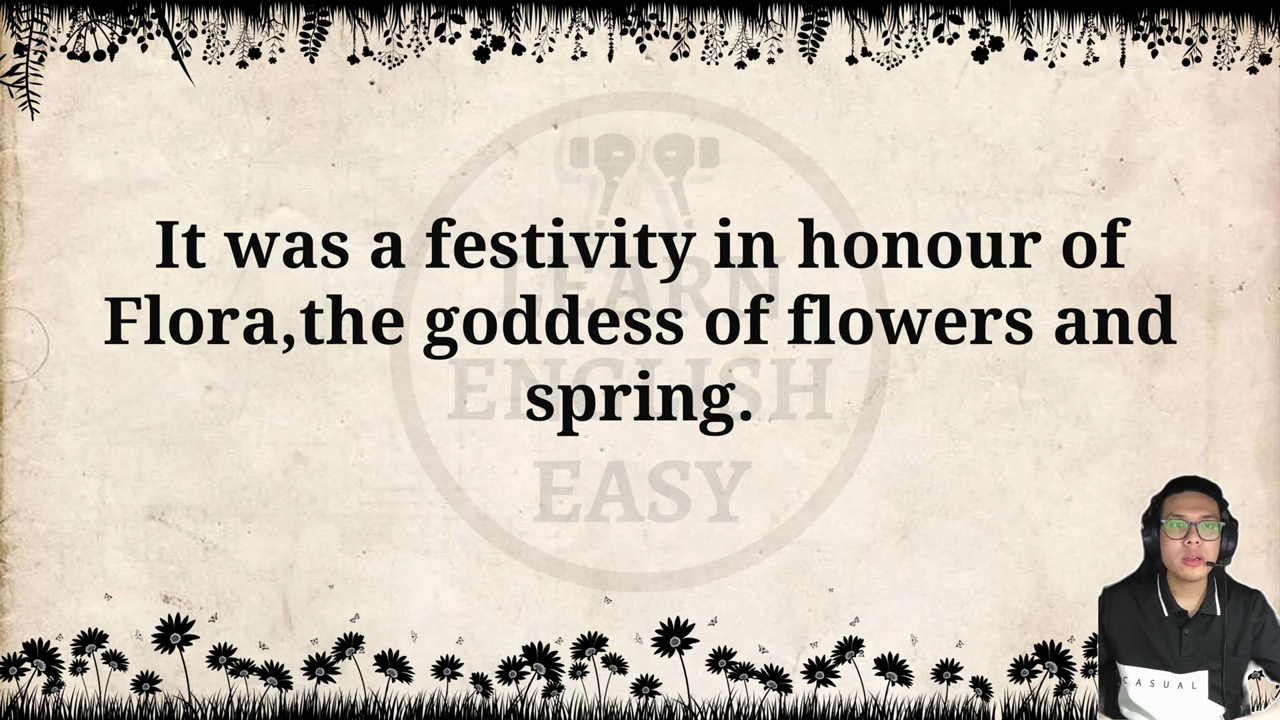 It was a festivity in honour of
Flora,the goddess of flowers and
spring.
LEARN
ENGLISH
EASY
CASUAL